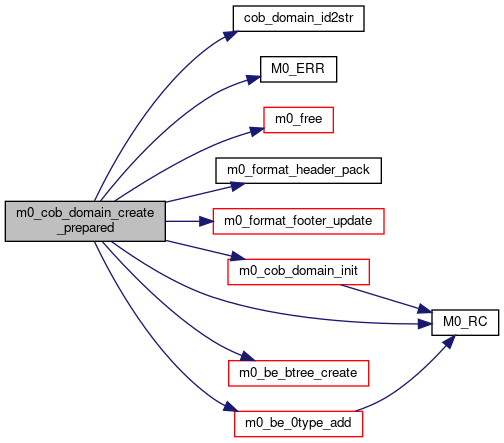 cob_domain_id2str
M0_ERR
m0_free
m0_format_header_pack
m0_cob_domain_create
_prepared
m0_format_footer_update
m0_cob_domain_init
M0_RC
m0_be_btree_create
m0_be_0type_add